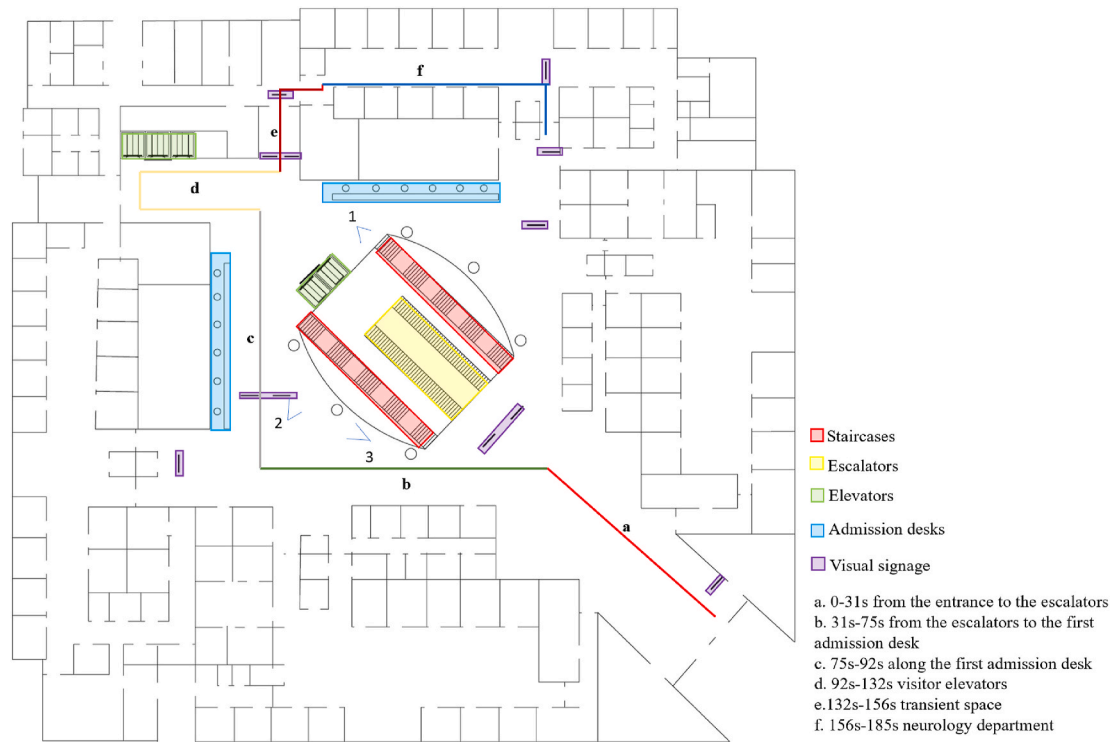 f
e
d
1
c
2
3
b
a
Staircases
Escalators
Elevators
Admission desks
Visual signage
a. 0-31s from the entrance to the escalators
b. 31s-75s from the escalators to the first
admission desk
c. 75s-92s along the first admission desk
d. 92s-132s visitor elevators
e.132s-156s transient space
f. 156s-185s neurology department